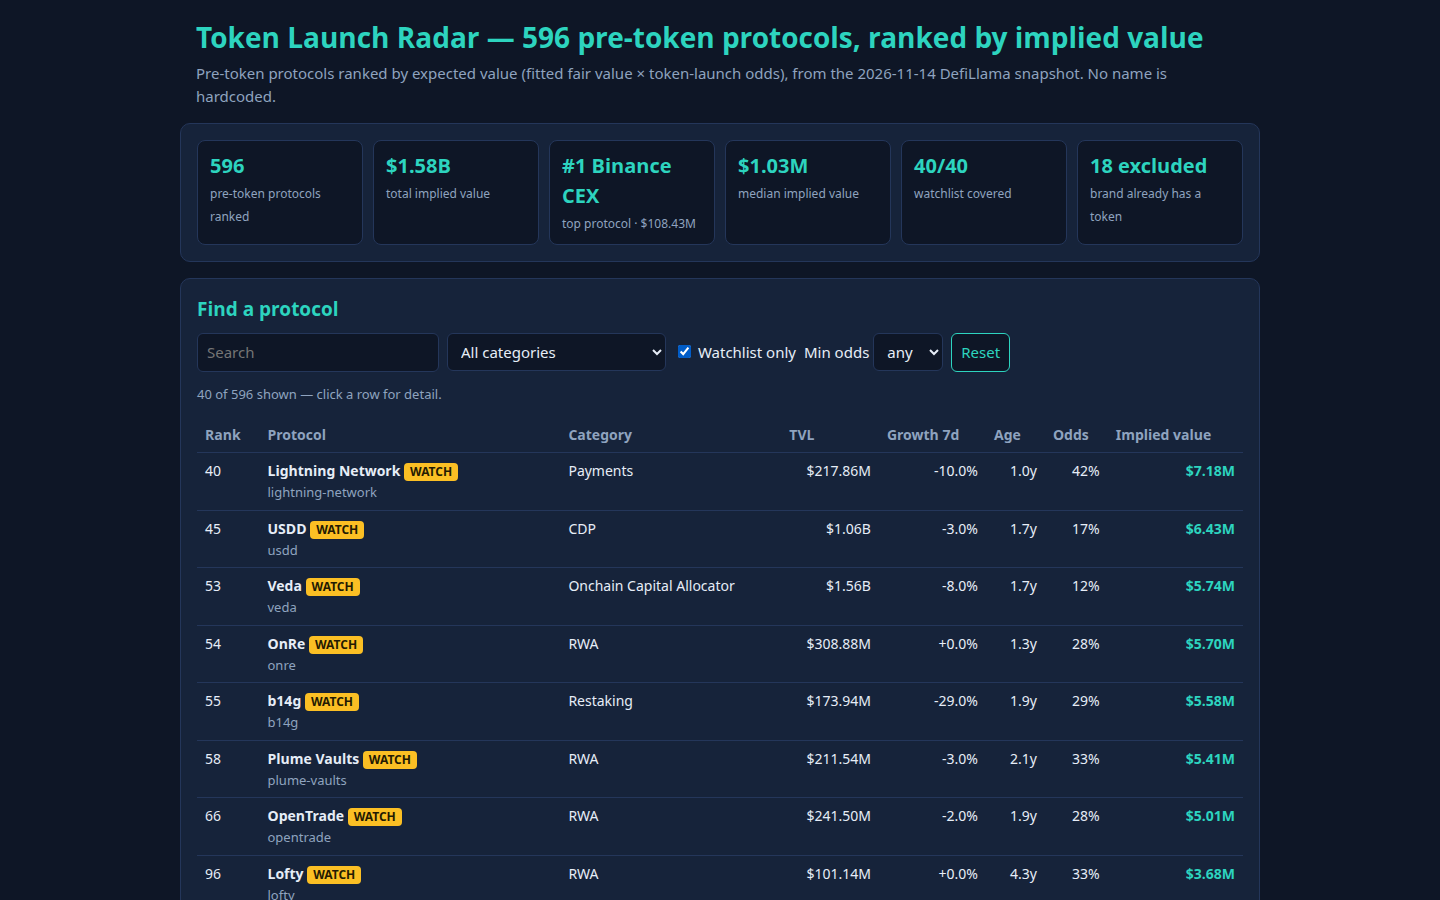 Token Launch Radar — 596 pre-token protocols, ranked by implied value
Pre-token protocols ranked by expected value (fitted fair value × token-launch odds), from the 2026-11-14 DefiLlama snapshot. No name is
hardcoded.
596
pre-token protocols
ranked
$1.58B
total implied value
#1 Binance
CEX
top protocol · $108.43M
$1.03M
median implied value
40/40
watchlist covered
18 excluded
brand already has a
token
Find a protocol
Search All categories Watchlist only Min odds any Reset
40 of 596 shown — click a row for detail.
Rank Protocol Category TVL Growth 7d Age Odds Implied value
40 Lightning Network WATCH Payments $217.86M -10.0% 1.0y 42% $7.18M
lightning-network
45 USDD WATCH CDP $1.06B -3.0% 1.7y 17% $6.43M
usdd
53 Veda WATCH Onchain Capital Allocator $1.56B -8.0% 1.7y 12% $5.74M
veda
54 OnRe WATCH RWA $308.88M +0.0% 1.3y 28% $5.70M
onre
55 b14g WATCH Restaking $173.94M -29.0% 1.9y 29% $5.58M
b14g
58 Plume Vaults WATCH RWA $211.54M -3.0% 2.1y 33% $5.41M
plume-vaults
66 OpenTrade WATCH RWA $241.50M -2.0% 1.9y 28% $5.01M
opentrade
96 Lofty WATCH RWA $101.14M +0.0% 4.3y 33% $3.68M
lofty